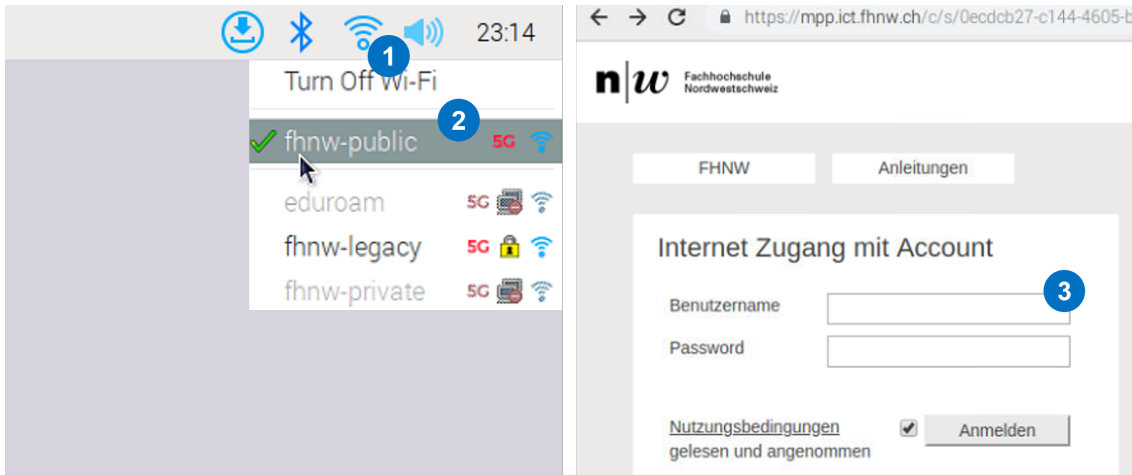 23:14
1
Turn Off Wi-Fi
2
fhnw-public 5G
eduroam 5G
fhnw-legacy 5G
fhnw-private 5G
https://mpp.ict.fhnw.ch/c/s/0ecdcb27-c144-4605-b
n|w Fachhochschule
Nordwestschweiz
FHNW Anleitungen
Internet Zugang mit Account
3
Benutzername
Password
Nutzungsbedingungen
gelesen und angenommen
Anmelden